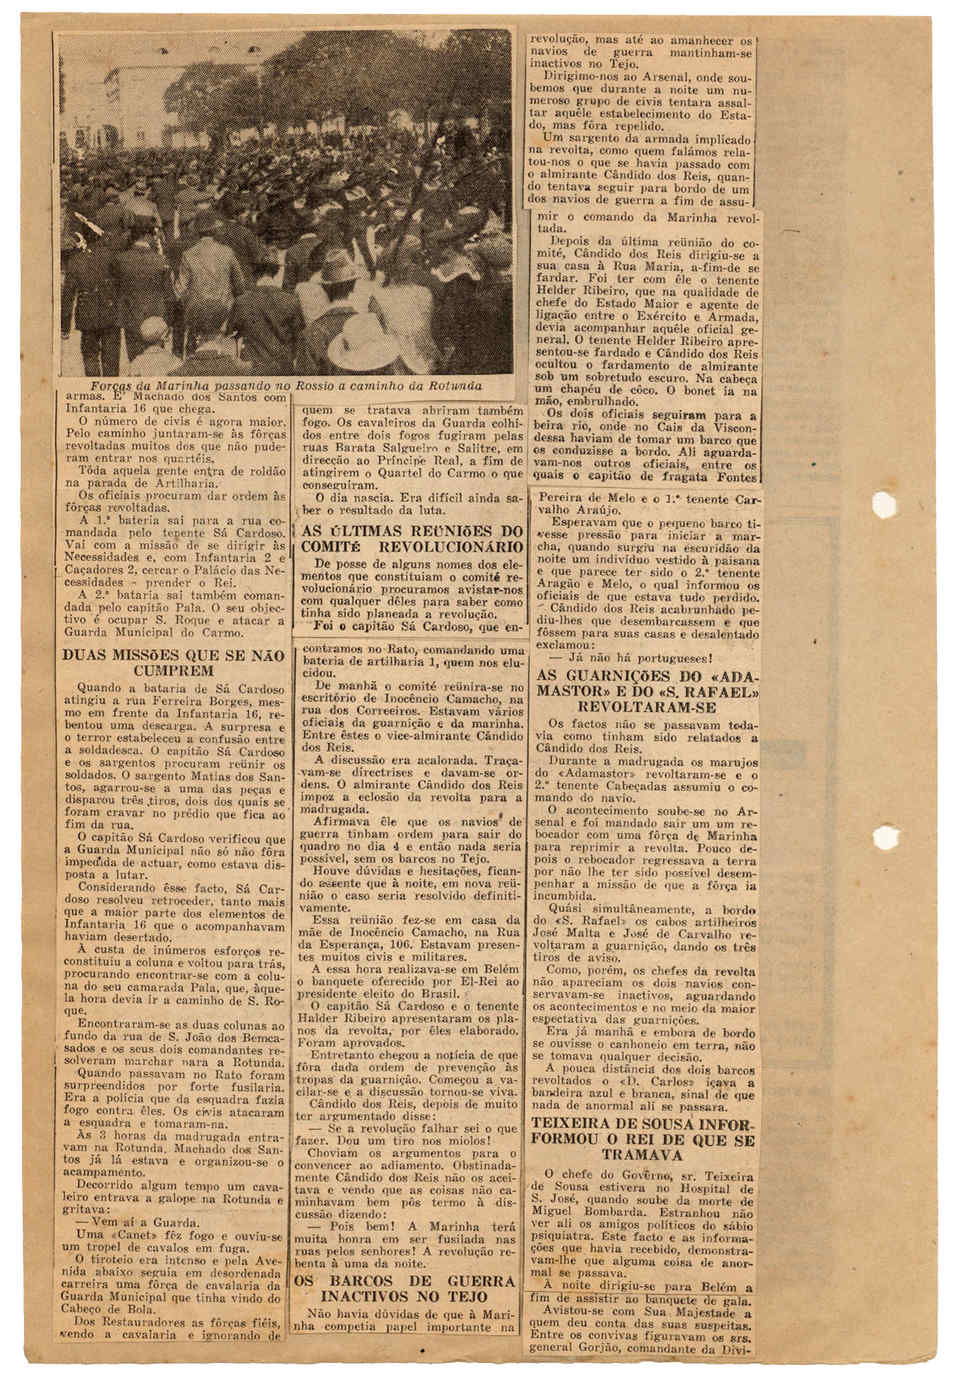 Forças da Marinha passando no Rossio a caminho da Rotunda
armas. E Machado dos Santos com
Infantaria 16 que chega.
O número de civis é agora maior.
Pelo caminho juntaram-se às fôrças
revoltadas muitos dos que não pude-
ram entrar nos quartéis.
Tôda aquela gente entra de roldão
na parada de Artilharia.
Os oficiais procuram dar ordem às
fôrças revoltadas.
A 1.ª bateria sai para a rua co-
mandada pelo tenente Sá Cardoso.
Vai com a missão de se dirigir às
Necessidades e, com Infantaria 2 e
Caçadores 2, cercar o Palácio das Ne-
cessidades - prender o Rei.
A 2.ª bataria sai também coman-
dada pelo capitão Pala. O seu objec-
tivo é ocupar S. Roque e atacar a
Guarda Municipal do Carmo.
DUAS MISSÕES QUE SE NÃO
CUMPREM
Quando a bataria de Sá Cardoso
atingiu a rua Ferreira Borges, mes-
mo em frente da Infantaria 16, re-
bentou uma descarga. A surpresa e
o terror estabeleceu a confusão entre
a soldadesca. O capitão Sá Cardoso
e os sargentos procuram reünir os
soldados. O sargento Matias dos San-
tos, agarrou-se a uma das peças e
disparou três tiros, dois dos quais se
foram cravar no prédio que fica ao
fim da rua.
O capitão Sá Cardoso verificou que
a Guarda Municipal não só não fôra
impedida de actuar, como estava dis-
posta a lutar.
Considerando êsse facto, Sá Car-
doso resolveu retroceder, tanto mais
que a maior parte dos elementos de
Infantaria 16 que o acompanhavam
haviam desertado.
À custa de inúmeros esforços re-
constituiu a coluna e voltou para trás,
procurando encontrar-se com a colu-
na do seu camarada Pala, que, àque-
la hora devia ir a caminho de S. Ro-
que.
Encontraram-se as duas colunas ao
fundo da rua de S. João dos Bemca-
sados e os seus dois comandantes re-
solveram marchar para a Rotunda.
Quando passavam no Rato foram
surpreendidos por forte fusilaria.
Era a polícia que da esquadra fazia
fogo contra êles. Os civis atacaram
a esquadra e tomaram-na.
Às 3 horas da madrugada entra-
vam na Rotunda. Machado dos San-
tos já lá estava e organizou-se o
acampamento.
Decorrido algum tempo um cava-
leiro entrava a galope na Rotunda e
gritava:
— Vem aí a Guarda.
Uma «Canet» fêz fogo e ouviu-se
um tropel de cavalos em fuga.
O tiroteio era intenso e pela Ave-
nida abaixo seguia em desordenada
carreira uma fôrça de cavalaria da
Guarda Municipal que tinha vindo do
Cabeço de Bola.
Dos Restauradores as fôrças fiéis,
vendo a cavalaria e ignorando de
quem se tratava abriram também
fogo. Os cavaleiros da Guarda colhi-
dos entre dois fogos fugiram pelas
ruas Barata Salgueiro e Salitre, em
direcção ao Príncipe Real, a fim de
atingirem o Quartel do Carmo o que
conseguiram.
O dia nascia. Era difícil ainda sa-
ber o resultado da luta.
AS ÚLTIMAS REÜNIÕES DO
COMITÉ REVOLUCIONÁRIO
De posse de alguns nomes dos ele-
mentos que constituiam o comité re-
volucionário procuramos avistar-nos
com qualquer dêles para saber como
tinha sido planeada a revolução.
Foi o capitão Sá Cardoso, que en-
contramos no Rato, comandando uma
bateria de artilharia 1, quem nos elu-
cidou.
De manhã o comité reünira-se no
escritório de Inocêncio Camacho, na
rua dos Correeiros. Estavam vários
oficiais da guarnição e da marinha.
Entre êstes o vice-almirante Cândido
dos Reis.
A discussão era acalorada. Traça-
vam-se directrises e davam-se or-
dens. O almirante Cândido dos Reis
impoz a eclosão da revolta para a
madrugada.
Afirmava êle que os navios de
guerra tinham ordem para sair do
quadro no dia 4 e então nada seria
possível, sem os barcos no Tejo.
Houve dúvidas e hesitações, fican-
do assente que à noite, em nova reü-
nião o caso seria resolvido definiti-
vamente.
Essa reünião fez-se em casa da
mãe de Inocêncio Camacho, na Rua
da Esperança, 106. Estavam presen-
tes muitos civis e militares.
A essa hora realizava-se em Belém
o banquete oferecido por El-Rei ao
presidente eleito do Brasil.
O capitão Sá Cardoso e o tenente
Halder Ribeiro apresentaram os pla-
nos da revolta, por êles elaborado.
Foram aprovados.
Entretanto chegou a notícia de que
fôra dada ordem de prevenção às
tropas da guarnição. Começou a va-
cilar-se e a discussão tornou-se viva.
Cândido dos Reis, depois de muito
ter argumentado disse:
— Se a revolução falhar sei o que
fazer. Dou um tiro nos miolos!
Choviam os argumentos para o
convencer ao adiamento. Obstinada-
mente Cândido dos Reis não os acei-
tava e vendo que as coisas não ca-
minhavam bem pôs termo à dis-
cussão dizendo:
— Pois bem! A Marinha terá
muita honra em ser fusilada nas
ruas pelos senhores! A revolução re-
benta à uma da noite.
OS BARCOS DE GUERRA
INACTIVOS NO TEJO
Não havia dúvidas de que à Mari-
nha competia papel importante na
revolução, mas até ao amanhecer os
navios de guerra mantinham-se
inactivos no Tejo.
Dirigimo-nos ao Arsenal, onde sou-
bemos que durante a noite um nu-
meroso grupo de civis tentara assal-
tar aquêle estabelecimento do Esta-
do, mas fôra repelido.
Um sargento da armada implicado
na revolta, como quem falámos rela-
tou-nos o que se havia passado com
o almirante Cândido dos Reis, quan-
do tentava seguir para bordo de um
dos navios de guerra a fim de assu-
mir o comando da Marinha revol-
tada.
Depois da última reünião do co-
mité, Cândido dos Reis dirigiu-se a
sua casa à Rua Maria, a-fim-de se
fardar. Foi ter com êle o tenente
Helder Ribeiro, que na qualidade de
chefe do Estado Maior e agente de
ligação entre o Exército e Armada,
devia acompanhar aquêle oficial ge-
neral. O tenente Helder Ribeiro apre-
sentou-se fardado e Cândido dos Reis
ocultou o fardamento de almirante
sob um sobretudo escuro. Na cabeça
um chapéu de côco. O bonet ia na
mão, embrulhado.
Os dois oficiais seguiram para a
beira rio, onde no Cais da Viscon-
dessa haviam de tomar um barco que
os conduzisse a bordo. Ali aguarda-
vam-nos outros oficiais, entre os
quais o capitão de fragata Fontes
Pereira de Melo e o 1.º tenente Car-
valho Araújo.
Esperavam que o pequeno barco ti-
vesse pressão para iniciar a mar-
cha, quando surgiu na escuridão da
noite um indivíduo vestido à paisana
e que parece ter sido o 2.º tenente
Aragão e Melo, o qual informou os
oficiais de que estava tudo perdido.
Cândido dos Reis acabrunhado pe-
diu-lhes que desembarcassem e que
fôssem para suas casas e desalentado
exclamou:
— Já não há portugueses!
AS GUARNIÇÕES DO «ADA-
MASTOR» E DO «S. RAFAEL»
REVOLTARAM-SE
Os factos não se passavam toda-
via como tinham sido relatados a
Cândido dos Reis.
Durante a madrugada os marujos
do «Adamastor» revoltaram-se e o
2.º tenente Cabeçadas assumiu o co-
mando do navio.
O acontecimento soube-se no Ar-
senal e foi mandado sair um um re-
bocador com uma fôrça de Marinha
para reprimir a revolta. Pouco de-
pois o rebocador regressava a terra
por não lhe ter sido possível desem-
penhar a missão de que a fôrça ia
incumbida.
Quási simultâneamente, a bordo
do «S. Rafael» os cabos artilheiros
José Malta e José de Carvalho re-
voltaram a guarnição, dando os três
tiros de aviso.
Como, porém, os chefes da revolta
não apareciam os dois navios con-
servavam-se inactivos, aguardando
os acontecimentos e no meio da maior
espectativa das guarnições.
Era já manhã e embora de bordo
se ouvisse o canhoneio em terra, não
se tomava qualquer decisão.
A pouca distância dos dois barcos
revoltados o «D. Carlos» içava a
bandeira azul e branca, sinal de que
nada de anormal ali se passara.
TEIXEIRA DE SOUSA INFOR-
FORMOU O REI DE QUE SE
TRAMAVA
O chefe do Govêrno, sr. Teixeira
de Sousa estivera no Hospital de
S. José, quando soube da morte de
Miguel Bombarda. Estranhou não
ver ali os amigos políticos do sábio
psiquiatra. Este facto e as informa-
ções que havia recebido, demonstra-
vam-lhe que alguma coisa de anor-
mal se passava.
À noite dirigiu-se para Belém a
fim de assistir ao banquete de gala.
Avistou-se com Sua Majestade a
quem deu conta das suas suspeitas.
Entre os convivas figuravam os srs.
general Gorjão, comandante da Divi-